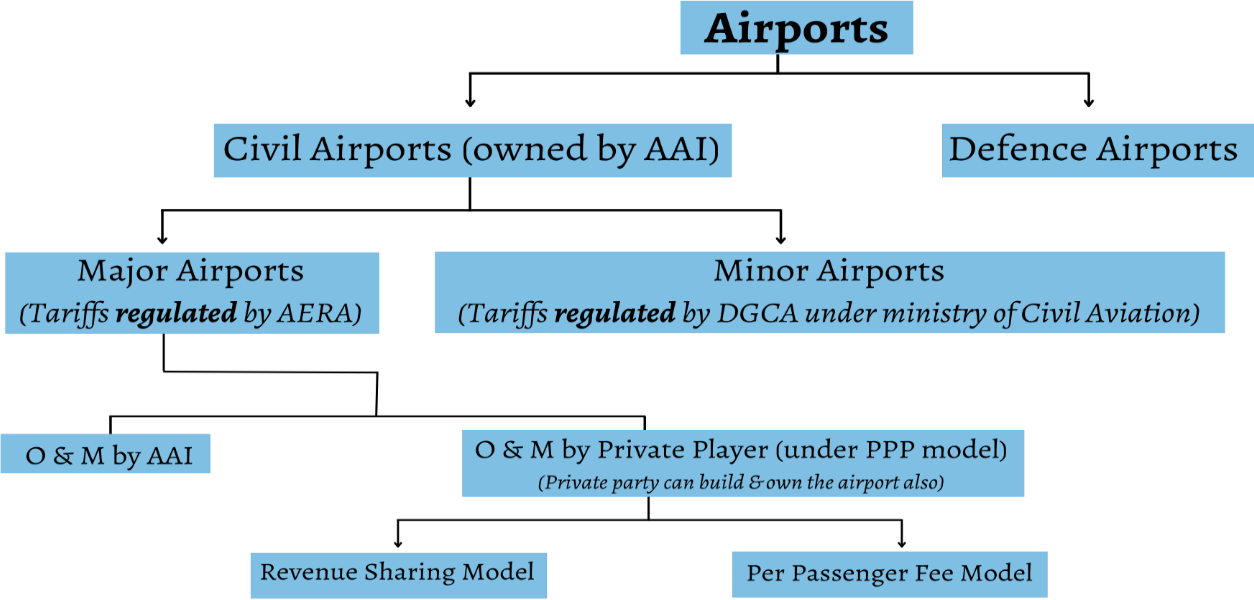 Airports
Civil Airports (owned by AAI)
Defence Airports
Major Airports
(Tariffs regulated by AERA)
Minor Airports
(Tariffs regulated by DGCA under ministry of Civil Aviation)
O & M by AAI
O & M by Private Player (under PPP model)
(Private party can build & own the airport also)
Revenue Sharing Model
Per Passenger Fee Model